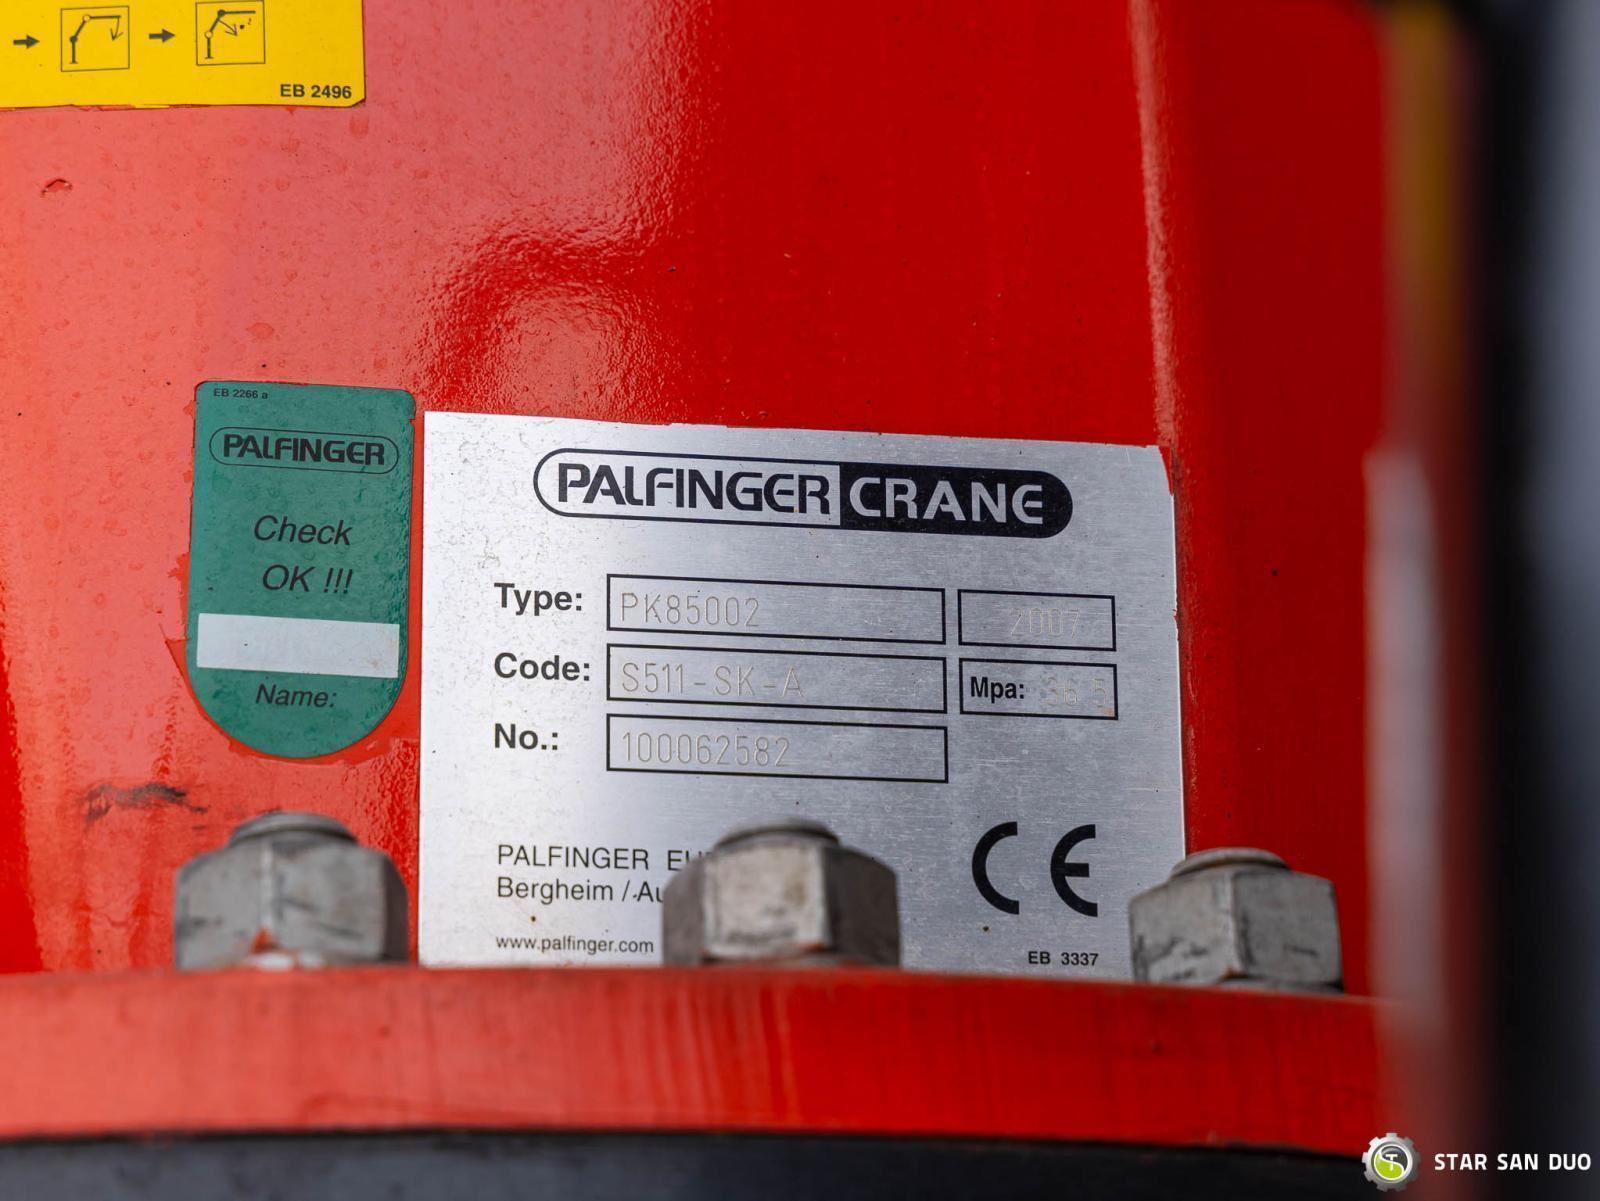 EB 2496
EB 2266 a
PALFINGER
Check
OK !!!
Name:
PALFINGER CRANE
Type: PK85002 2007
Code: S511-SK-A Mpa: 36.5
No.: 100062582
PALFINGER
Bergheim /
www.palfinger.com
CE
EB 3337
STAR SAN DUO